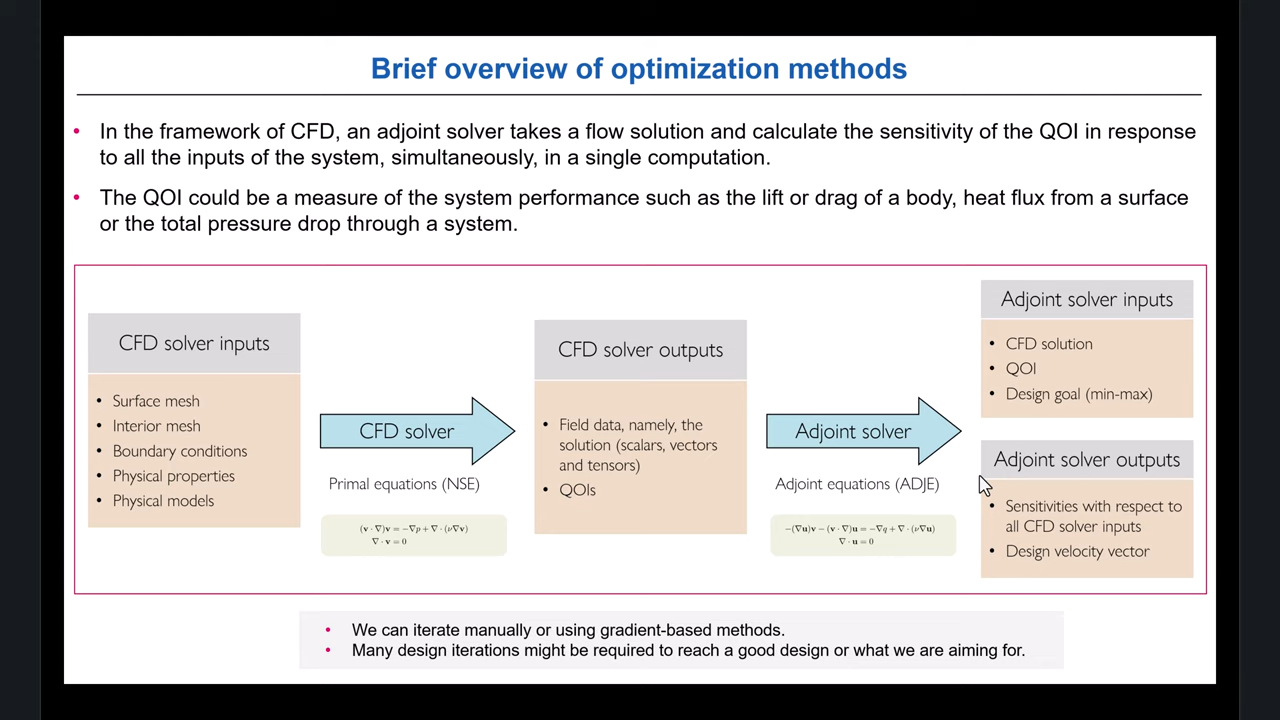 Brief overview of optimization methods
• In the framework of CFD, an adjoint solver takes a flow solution and calculate the sensitivity of the QOI in response
to all the inputs of the system, simultaneously, in a single computation.
• The QOI could be a measure of the system performance such as the lift or drag of a body, heat flux from a surface
or the total pressure drop through a system.
CFD solver inputs
• Surface mesh
• Interior mesh
• Boundary conditions
• Physical properties
• Physical models
CFD solver
Primal equations (NSE)
(v · ∇)v = −∇p + ∇ · (ν∇v)
∇ · v = 0
CFD solver outputs
• Field data, namely, the
solution (scalars, vectors
and tensors)
• QOIs
Adjoint solver
Adjoint equations (ADJE)
−(∇u)v − (v · ∇)u = −∇q + ∇ · (ν∇u)
∇ · u = 0
Adjoint solver inputs
• CFD solution
• QOI
• Design goal (min-max)
Adjoint solver outputs
• Sensitivities with respect to
all CFD solver inputs
• Design velocity vector
• We can iterate manually or using gradient-based methods.
• Many design iterations might be required to reach a good design or what we are aiming for.